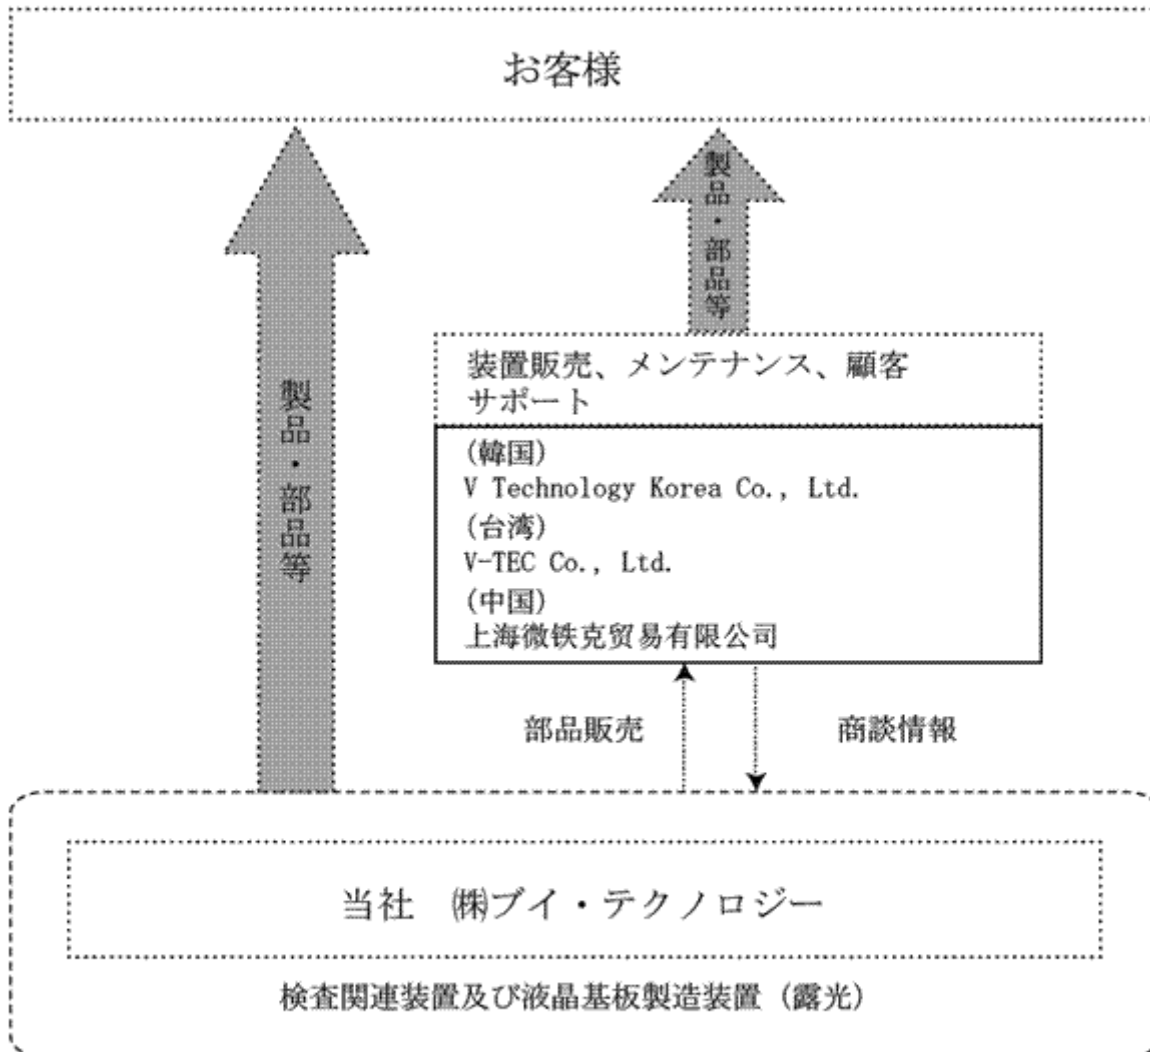 お客様
製品・部品等
製品・部品等
装置販売、メンテナンス、顧客
サポート
(韓国)
V Technology Korea Co., Ltd.
(台湾)
V-TEC Co., Ltd.
(中国)
上海微铁克贸易有限公司
部品販売
商談情報
当社　㈱ブイ・テクノロジー
検査関連装置及び液晶基板製造装置（露光）